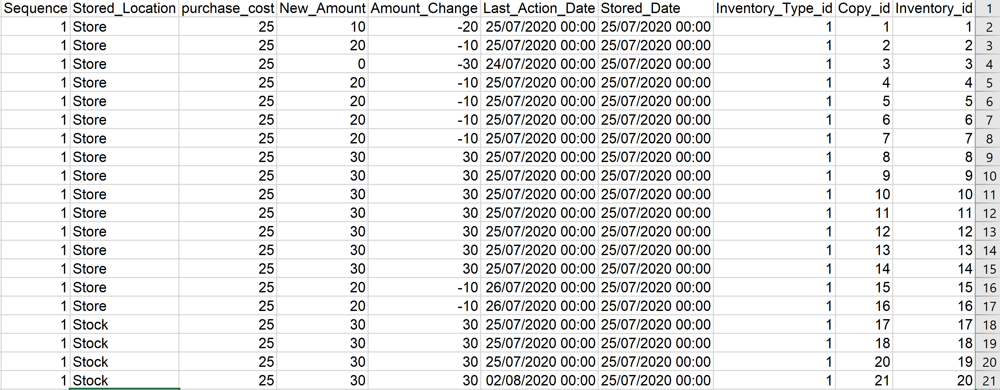 Sequence Stored_Location purchase_cost New_Amount Amount_Change Last_Action_Date Stored_Date Inventory_Type_id Copy_id Inventory_id 1
1 Store 25 10 -20 25/07/2020 00:00 25/07/2020 00:00 1 1 1 2
1 Store 25 20 -10 25/07/2020 00:00 25/07/2020 00:00 1 2 2 3
1 Store 25 0 -30 24/07/2020 00:00 25/07/2020 00:00 1 3 3 4
1 Store 25 20 -10 25/07/2020 00:00 25/07/2020 00:00 1 4 4 5
1 Store 25 20 -10 25/07/2020 00:00 25/07/2020 00:00 1 5 5 6
1 Store 25 20 -10 25/07/2020 00:00 25/07/2020 00:00 1 6 6 7
1 Store 25 20 -10 25/07/2020 00:00 25/07/2020 00:00 1 7 7 8
1 Store 25 30 30 25/07/2020 00:00 25/07/2020 00:00 1 8 8 9
1 Store 25 30 30 25/07/2020 00:00 25/07/2020 00:00 1 9 9 10
1 Store 25 30 30 25/07/2020 00:00 25/07/2020 00:00 1 10 10 11
1 Store 25 30 30 25/07/2020 00:00 25/07/2020 00:00 1 11 11 12
1 Store 25 30 30 25/07/2020 00:00 25/07/2020 00:00 1 12 12 13
1 Store 25 30 30 25/07/2020 00:00 25/07/2020 00:00 1 13 13 14
1 Store 25 30 30 25/07/2020 00:00 25/07/2020 00:00 1 14 14 15
1 Store 25 20 -10 26/07/2020 00:00 25/07/2020 00:00 1 15 15 16
1 Store 25 20 -10 26/07/2020 00:00 25/07/2020 00:00 1 16 16 17
1 Stock 25 30 30 25/07/2020 00:00 25/07/2020 00:00 1 17 17 18
1 Stock 25 30 30 25/07/2020 00:00 25/07/2020 00:00 1 18 18 19
1 Stock 25 30 30 25/07/2020 00:00 25/07/2020 00:00 1 20 19 20
1 Stock 25 30 30 02/08/2020 00:00 25/07/2020 00:00 1 21 20 21